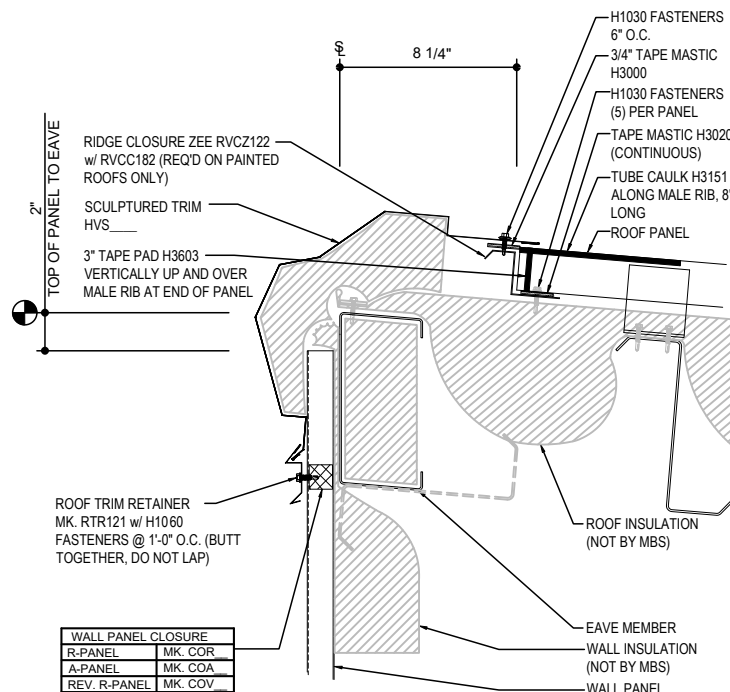 H1030 FASTENERS
6" O.C.
3/4" TAPE MASTIC
H3000
H1030 FASTENERS
(5) PER PANEL
TAPE MASTIC H3020
(CONTINUOUS)
TUBE CAULK H3151
ALONG MALE RIB, 8"
LONG
ROOF PANEL
SL
8 1/4"
2"
TOP OF PANEL TO EAVE
RIDGE CLOSURE ZEE RVCZ122
w/ RVCC182 (REQ'D ON PAINTED
ROOFS ONLY)
SCULPTURED TRIM
HVS___
3" TAPE PAD H3603
VERTICALLY UP AND OVER
MALE RIB AT END OF PANEL
ROOF TRIM RETAINER
MK. RTR121 w/ H1060
FASTENERS @ 1'-0" O.C. (BUTT
TOGETHER, DO NOT LAP)
ROOF INSULATION
(NOT BY MBS)
EAVE MEMBER
WALL INSULATION
(NOT BY MBS)
WALL PANEL
WALL PANEL CLOSURE
R-PANEL MK. COR__
A-PANEL MK. COA__
REV. R-PANEL MK. COV__